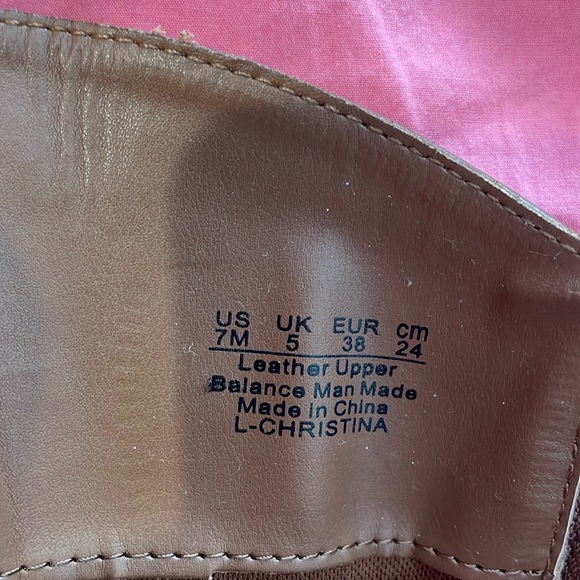 US UK EUR cm
7M 5 38 24
Leather Upper
Balance Man Made
Made In China
L-CHRISTINA